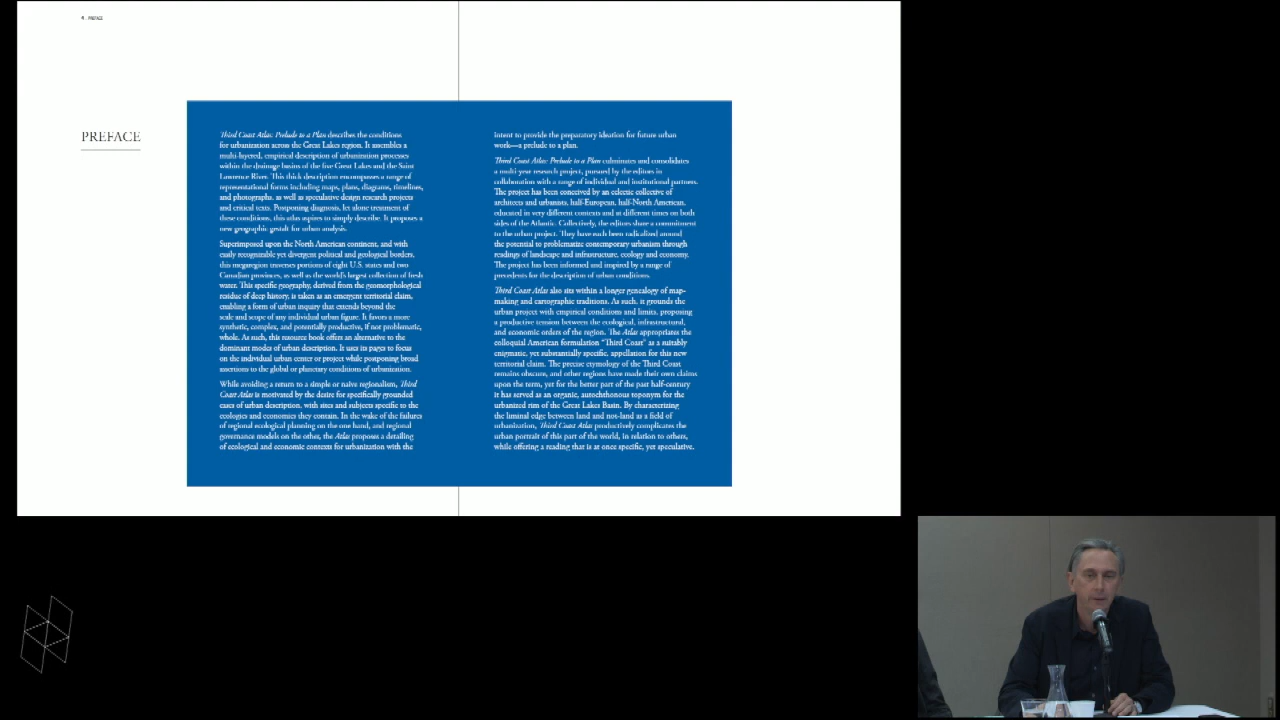 6. PREFACE
PREFACE
Third Coast Atlas: Prelude to a Plan describes the conditions
for urbanization across the Great Lakes region. It assembles a
multi-layered, empirical description of urbanization processes
within the drainage basins of the five Great Lakes and the Saint
Lawrence River. This thick description encompasses a range of
representational forms including maps, plans, diagrams, timelines,
and photographs, as well as speculative design research projects
and critical texts. Postponing diagnosis, let alone treatment of
these conditions, this atlas aspires to simply describe. It proposes a
new geographic gestalt for urban analysis.
Superimposed upon the North American continent, and with
easily recognizable yet divergent political and geological borders,
this megaregion traverses portions of eight U.S. states and two
Canadian provinces, as well as the world's largest collection of fresh
water. This specific geography, derived from the geomorphological
residue of deep history, is taken as an emergent territorial claim,
enabling a form of urban inquiry that extends beyond the
scale and scope of any individual urban figure. It favors a more
synthetic, complex, and potentially productive, if not problematic,
whole. As such, this resource book offers an alternative to the
dominant modes of urban description. It uses its pages to focus
on the individual urban center or project while postponing broad
assertions to the global or planetary conditions of urbanization.
While avoiding a return to a simple or naive regionalism, Third
Coast Atlas is motivated by the desire for specifically grounded
cases of urban description, with sites and subjects specific to the
ecologies and economies they contain. In the wake of the failures
of regional ecological planning on the one hand, and regional
governance models on the other, the Atlas proposes a detailing
of ecological and economic contexts for urbanization with the
intent to provide the preparatory ideation for future urban
work—a prelude to a plan.
Third Coast Atlas: Prelude to a Plan culminates and consolidates
a multi-year research project, pursued by the editors in
collaboration with a range of individual and institutional partners.
The project has been conceived by an eclectic collective of
architects and urbanists, half-European, half-North American,
educated in very different contexts and at different times on both
sides of the Atlantic. Collectively, the editors share a commitment
to the urban project. They have each been radicalized around
the potential to problematize contemporary urbanism through
readings of landscape and infrastructure, ecology and economy.
The project has been informed and inspired by a range of
precedents for the description of urban conditions.
Third Coast Atlas also sits within a longer genealogy of map-
making and cartographic traditions. As such, it grounds the
urban project with empirical conditions and limits, proposing
a productive tension between the ecological, infrastructural,
and economic orders of the region. The Atlas appropriates the
colloquial American formulation "Third Coast" as a suitably
enigmatic, yet substantially specific, appellation for this new
territorial claim. The precise etymology of the Third Coast
remains obscure, and other regions have made their own claims
upon the term, yet for the better part of the past half-century
it has served as an organic, autochthonous toponym for the
urbanized rim of the Great Lakes Basin. By characterizing
the liminal edge between land and not-land as a field of
urbanization, Third Coast Atlas productively complicates the
urban portrait of this part of the world, in relation to others,
while offering a reading that is at once specific, yet speculative.